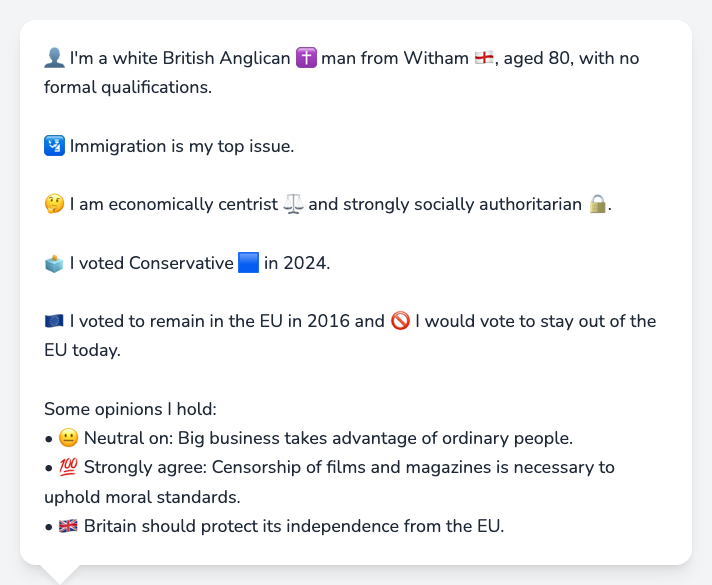 👤 I'm a white British Anglican ✝️ man from Witham 🏴󠁧󠁢󠁥󠁮󠁧󠁿, aged 80, with no
formal qualifications.
🛂 Immigration is my top issue.
🤔 I am economically centrist ⚖️ and strongly socially authoritarian 🔒.
🗳️ I voted Conservative 🟦 in 2024.
🇪🇺 I voted to remain in the EU in 2016 and 🚫 I would vote to stay out of the
EU today.
Some opinions I hold:
• 😐 Neutral on: Big business takes advantage of ordinary people.
• 💯 Strongly agree: Censorship of films and magazines is necessary to
uphold moral standards.
• 🇬🇧 Britain should protect its independence from the EU.